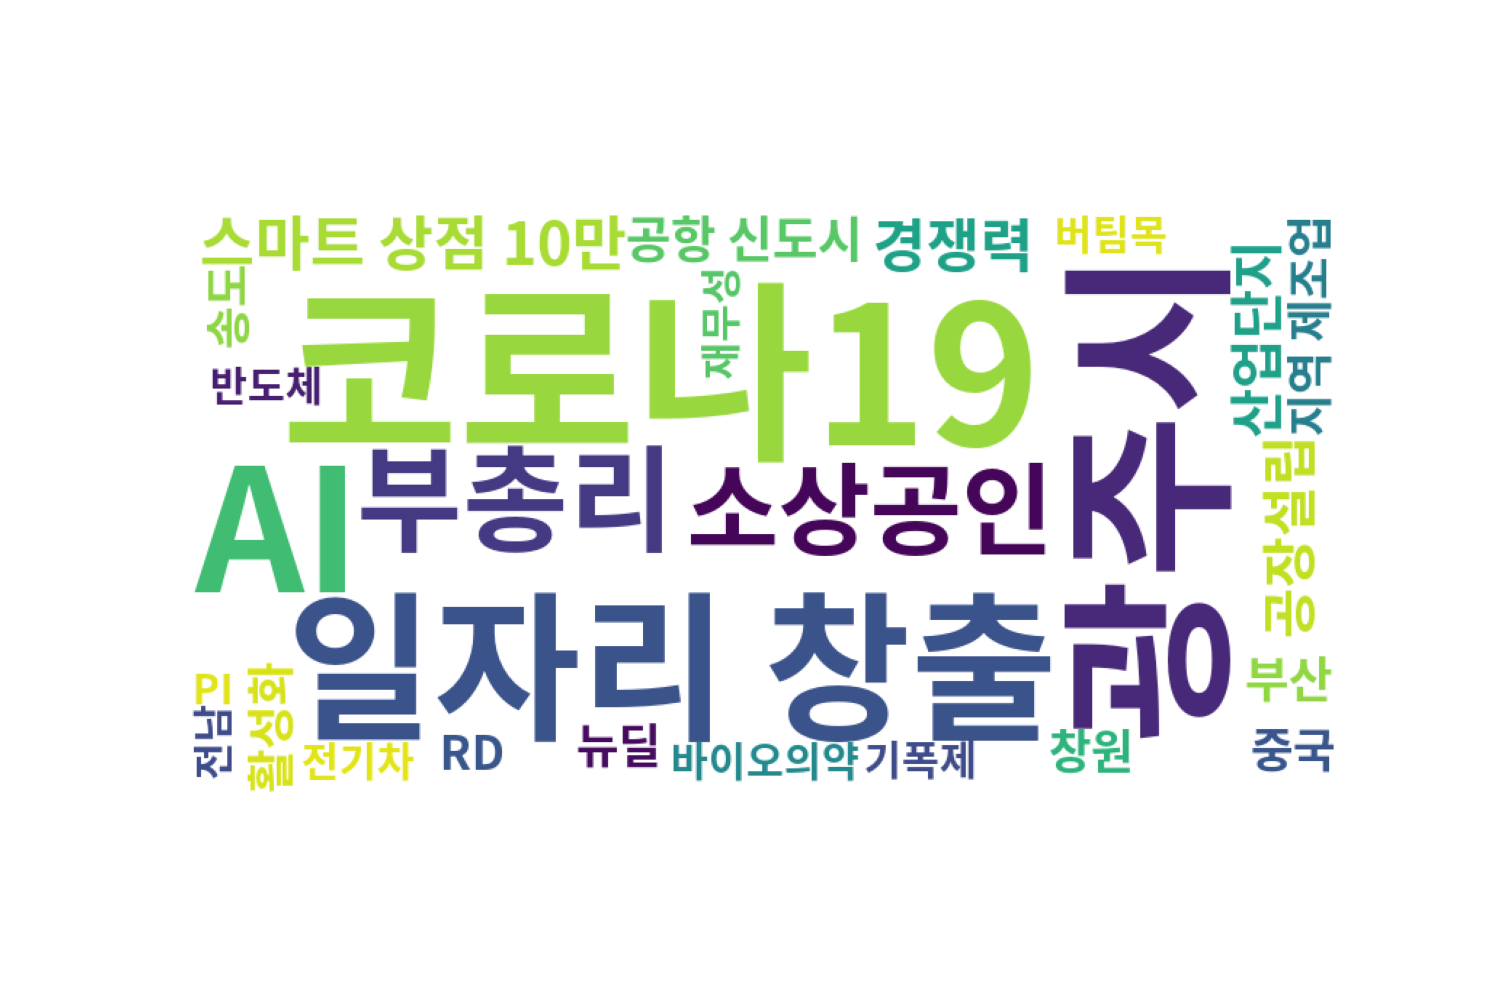 스마트 상점 10만
공항 신도시
경쟁력
버팀목
지역 제조업
산업단지
송도
재무성
코로나19
광주시
반도체
부총리
소상공인
AI
공장설립
일자리 창출
부산
PI
활성화
전남
전기차
RD
뉴딜
바이오의약
기폭제
창원
중국